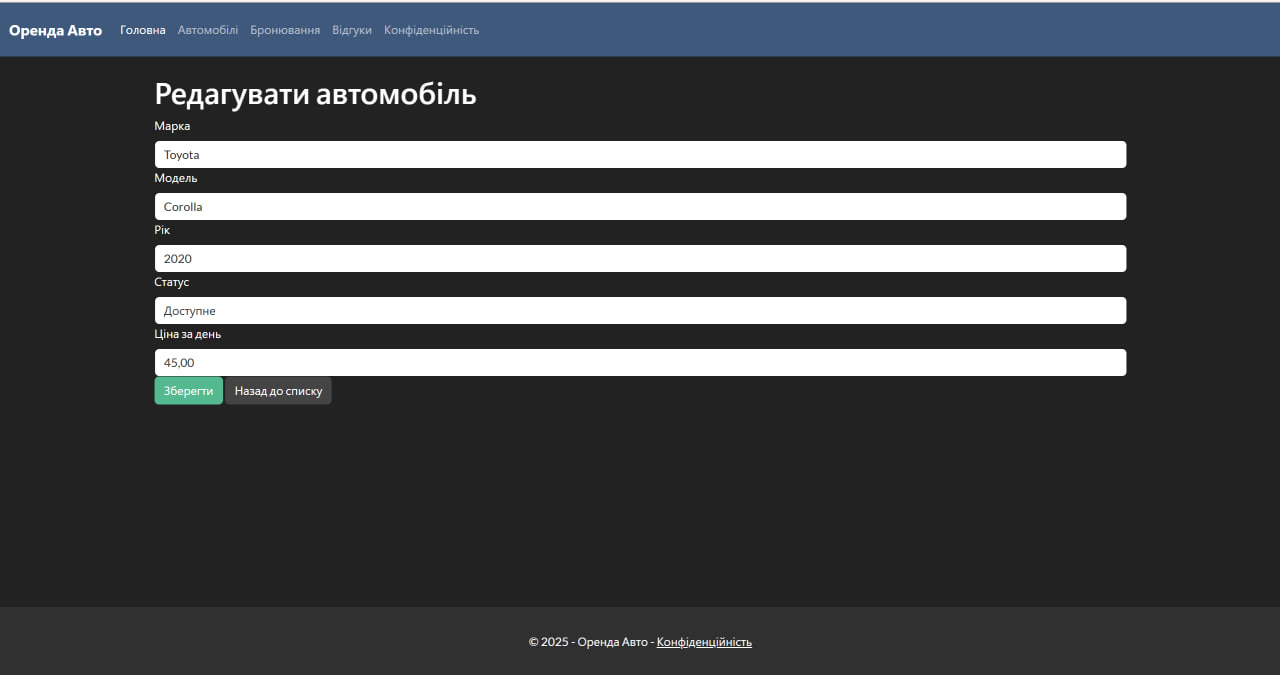 Оренда Авто Головна Автомобілі Бронювання Відгуки Конфіденційність
Редагувати автомобіль
Марка
Toyota
Модель
Corolla
Рік
2020
Статус
Доступне
Ціна за день
45,00
Зберегти Назад до списку
© 2025 - Оренда Авто - Конфіденційність